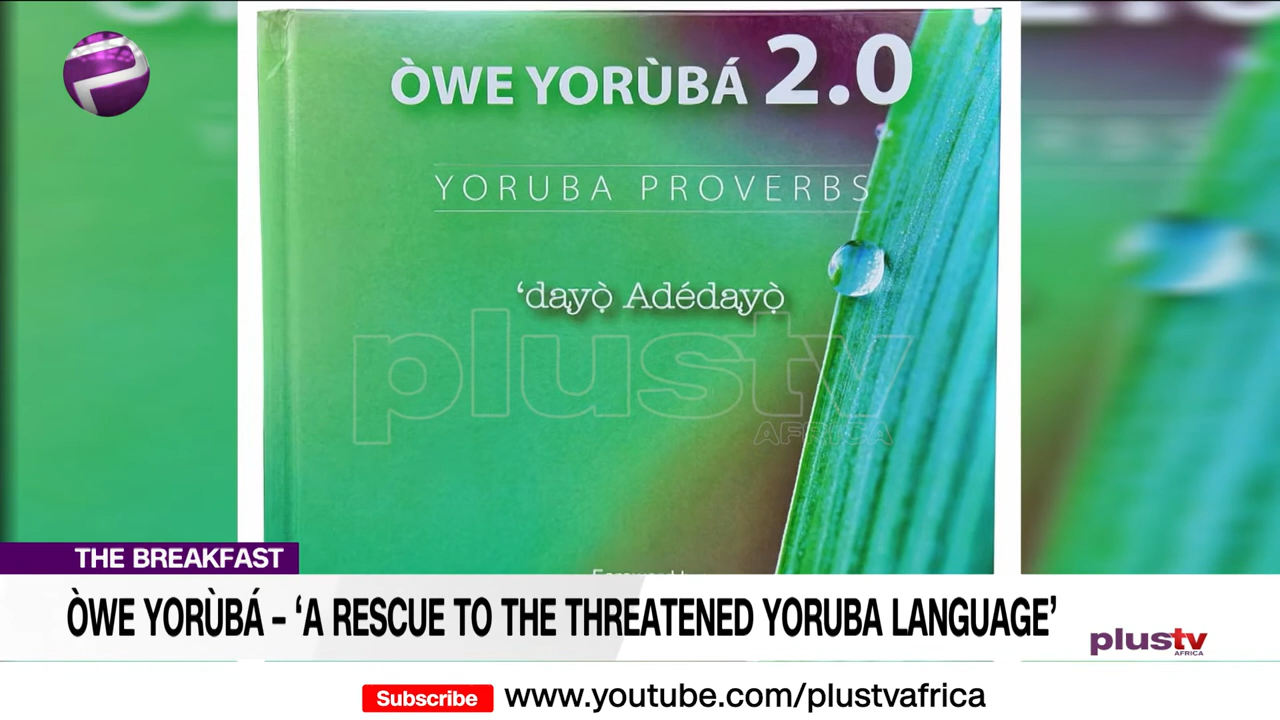 ÒWE YORÙBÁ 2.0
YORUBA PROVERBS
‘dayọ̀ Adédayọ̀
plustv
AFRICA
THE BREAKFAST
ÒWE YORÙBÁ – ‘A RESCUE TO THE THREATENED YORUBA LANGUAGE’
plustv
AFRICA
Subscribe www.youtube.com/plustvafrica